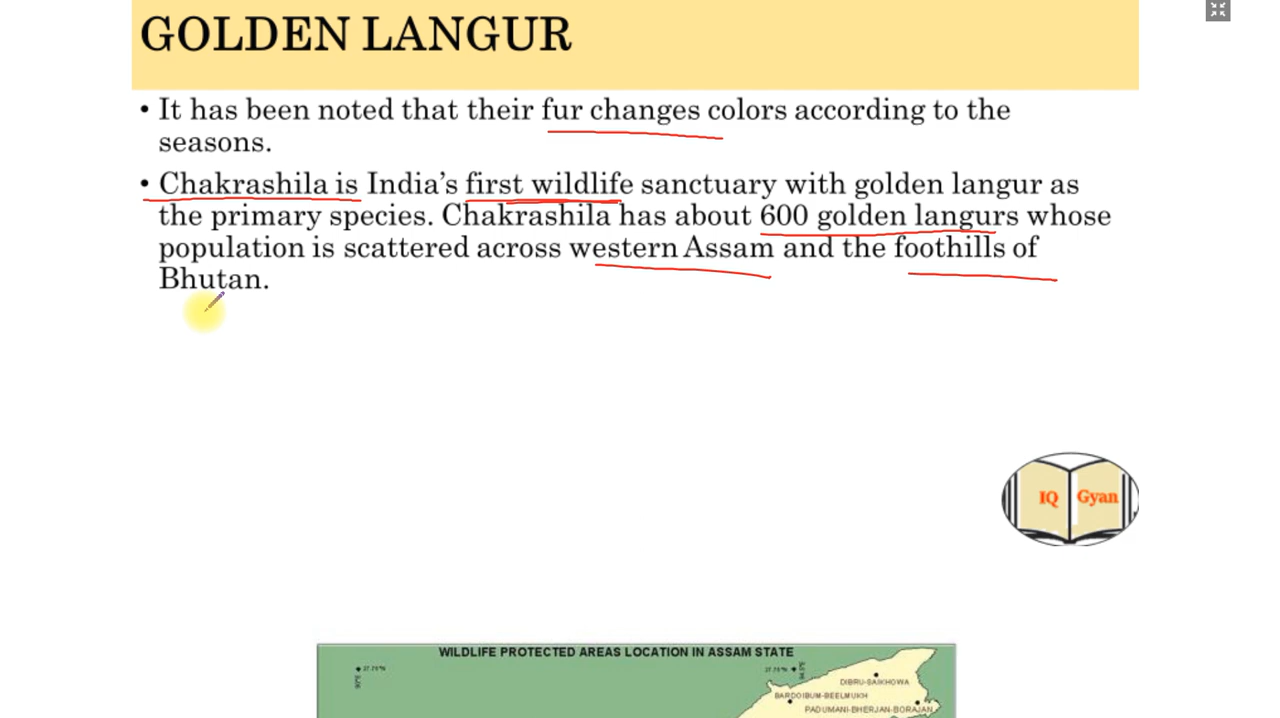 GOLDEN LANGUR
• It has been noted that their fur changes colors according to the
seasons.
• Chakrashila is India's first wildlife sanctuary with golden langur as
the primary species. Chakrashila has about 600 golden langurs whose
population is scattered across western Assam and the foothills of
Bhutan.
IQ Gyan
WILDLIFE PROTECTED AREAS LOCATION IN ASSAM STATE
DIBRU-SAIKHOWA
BARDOIBUM-BEELMUKH
PADUMANI-BHERJAN-BORAJAN